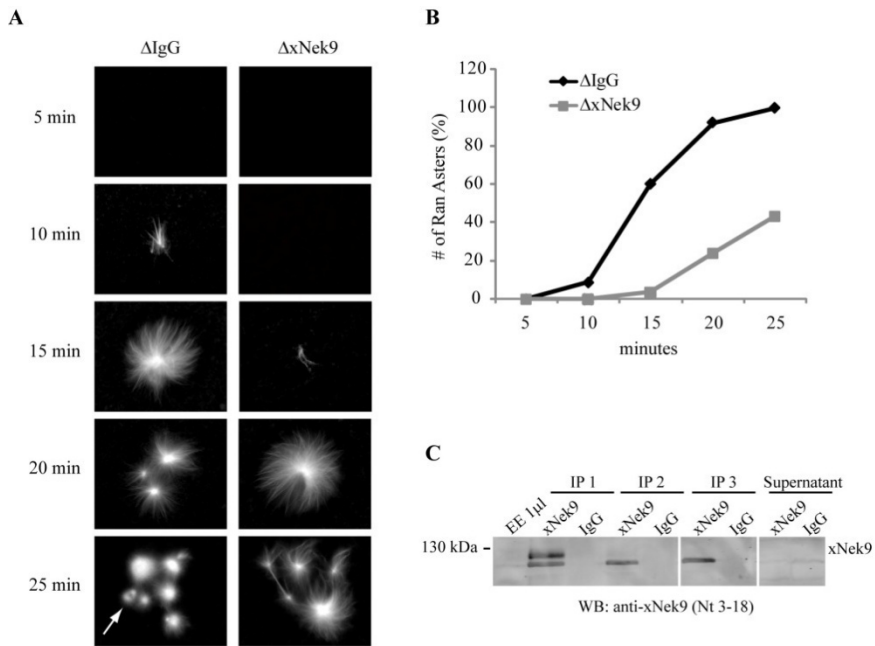 A
ΔIgG ΔxNek9
5 min
10 min
15 min
20 min
25 min
B
# of Ran Asters (%)
120
100
80
60
40
20
0
ΔIgG
ΔxNek9
5 10 15 20 25
minutes
C
IP 1 IP 2 IP 3 Supernatant
EE 1μl xNek9 IgG xNek9 IgG xNek9 IgG xNek9 IgG
130 kDa - xNek9
WB: anti-xNek9 (Nt 3-18)